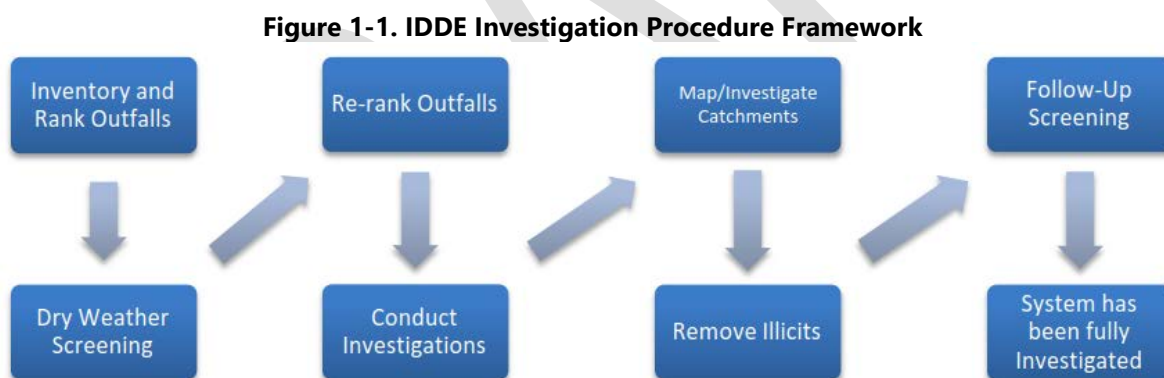 Figure 1-1. IDDE Investigation Procedure Framework
Inventory and
Rank Outfalls
Dry Weather
Screening
Re-rank Outfalls
Conduct
Investigations
Map/Investigate
Catchments
Remove Illicits
Follow-Up
Screening
System has
been fully
Investigated